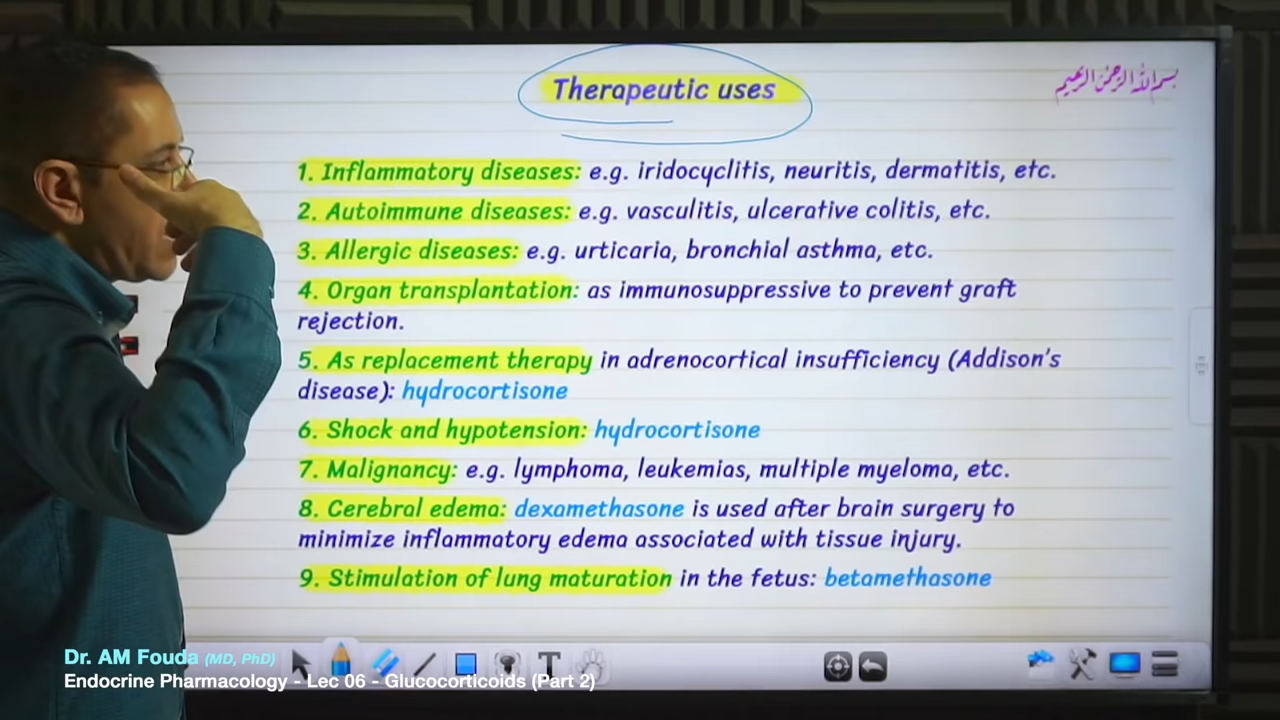 Therapeutic uses
بسم الله الرحمن الرحيم
1. Inflammatory diseases: e.g. iridocyclitis, neuritis, dermatitis, etc.
2. Autoimmune diseases: e.g. vasculitis, ulcerative colitis, etc.
3. Allergic diseases: e.g. urticaria, bronchial asthma, etc.
4. Organ transplantation: as immunosuppressive to prevent graft
rejection.
5. As replacement therapy in adrenocortical insufficiency (Addison's
disease): hydrocortisone
6. Shock and hypotension: hydrocortisone
7. Malignancy: e.g. lymphoma, leukemias, multiple myeloma, etc.
8. Cerebral edema: dexamethasone is used after brain surgery to
minimize inflammatory edema associated with tissue injury.
9. Stimulation of lung maturation in the fetus: betamethasone
Dr. AM Fouda (MD, PhD)
Endocrine Pharmacology - Lec 06 - Glucocorticoids (Part 2)
T